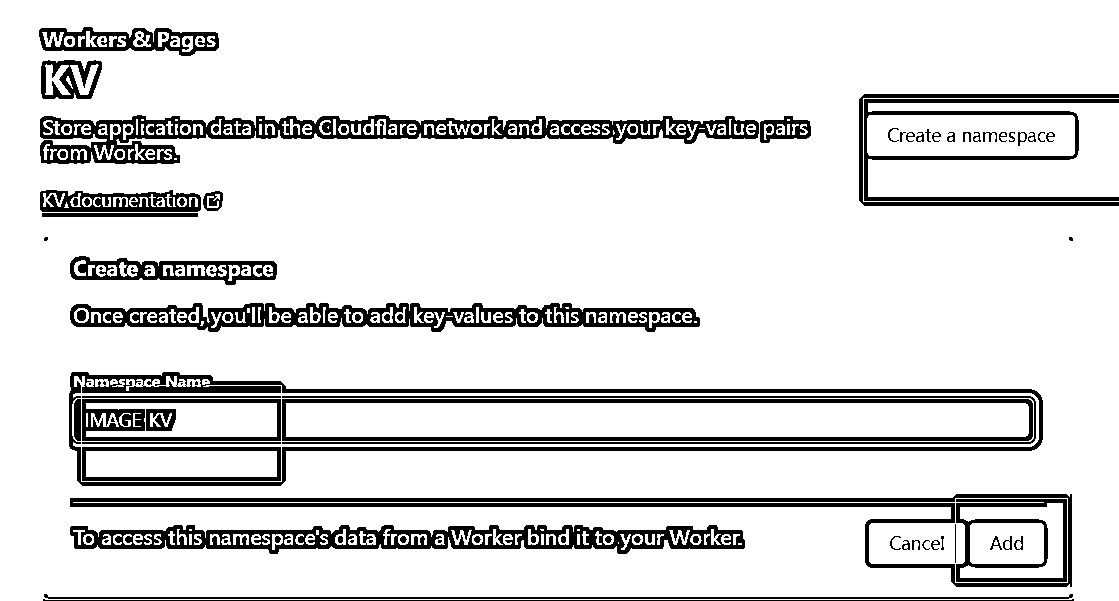 Workers & Pages
KV
Store application data in the Cloudflare network and access your key-value pairs
from Workers.
Create a namespace
KV documentation
Create a namespace
Once created, you'll be able to add key-values to this namespace.
Namespace Name
IMAGE KV
To access this namespace's data from a Worker bind it to your Worker.
Cancel
Add